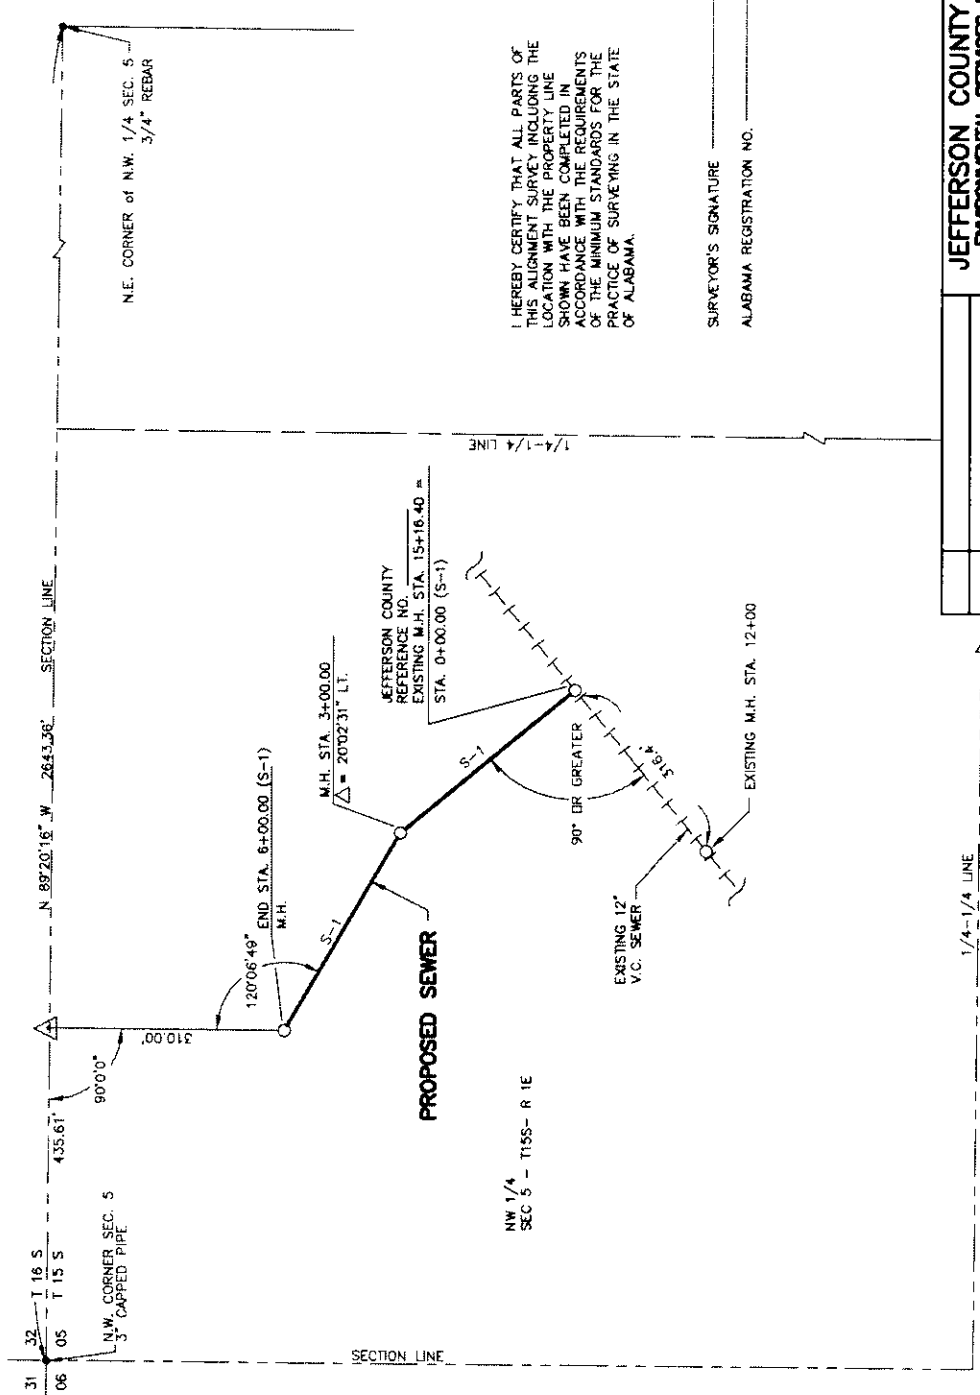 31
32
T 16 S
06
05
T 15 S
N.W. CORNER SEC. 5
3" CAPPED PIPE
435.61'
90°0'0"
N 89°20'16" W 2643.36' SECTION LINE
N.E. CORNER of N.W. 1/4 SEC. 5
3/4" REBAR
310.00'
120°06'49"
END STA. 6+00.00 (S-1)
M.H.
S-1
M.H. STA. 3+00.00
△ = 20°02'31" LT.
JEFFERSON COUNTY
REFERENCE NO.
EXISTING M.H. STA. 15+16.40 =
STA. 0+00.00 (S-1)
S-1
PROPOSED SEWER
90° OR GREATER
316.4'
EXISTING 12"
V.C. SEWER
EXISTING M.H. STA. 12+00
NW 1/4
SEC 5 - T15S- R 1E
SECTION LINE
1/4-1/4 LINE
1/4-1/4 LINE
I HEREBY CERTIFY THAT ALL PARTS OF
THIS ALIGNMENT SURVEY INCLUDING THE
LOCATION WITH THE PROPERTY LINE
SHOWN HAVE BEEN COMPLETED IN
ACCORDANCE WITH THE REQUIREMENTS
OF THE MINIMUM STANDARDS FOR THE
PRACTICE OF SURVEYING IN THE STATE
OF ALABAMA.
SURVEYOR'S SIGNATURE
ALABAMA REGISTRATION NO.
JEFFERSON COUNTY